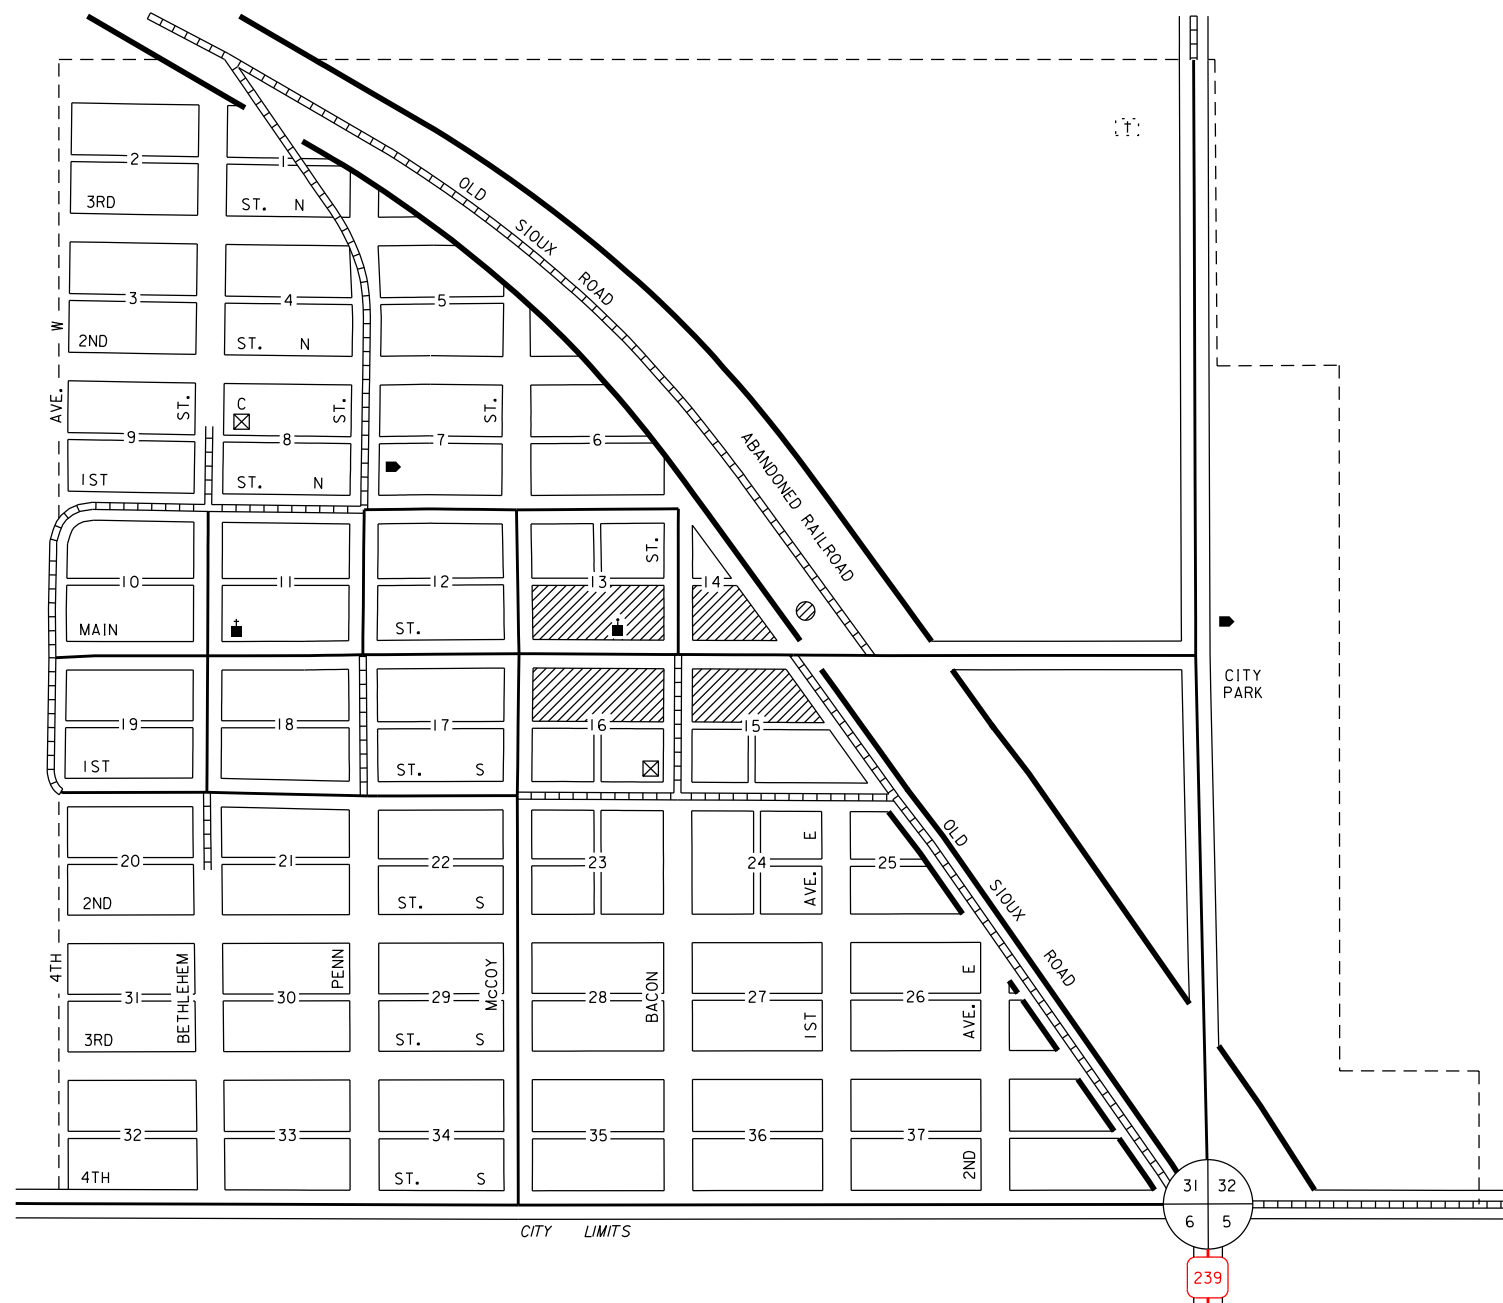 2
1
3RD ST. N
OLD SIOUX ROAD
3
4
5
2ND ST. N
AVE. W
ST.
C
ST.
ST.
9
8
7
6
1ST ST. N
ABANDONED RAILROAD
ST.
10
11
12
13
14
MAIN ST.
CITY
PARK
19
18
17
16
15
1ST ST. S
20
21
22
23
24
25
AVE. E
OLD SIOUX ROAD
2ND ST. S
4TH
BETHLEHEM
PENN
McCOY
BACON
1ST
AVE. E
31
30
29
28
27
26
3RD ST. S
32
33
34
35
36
37
2ND
4TH ST. S
31
32
6
5
CITY LIMITS
239